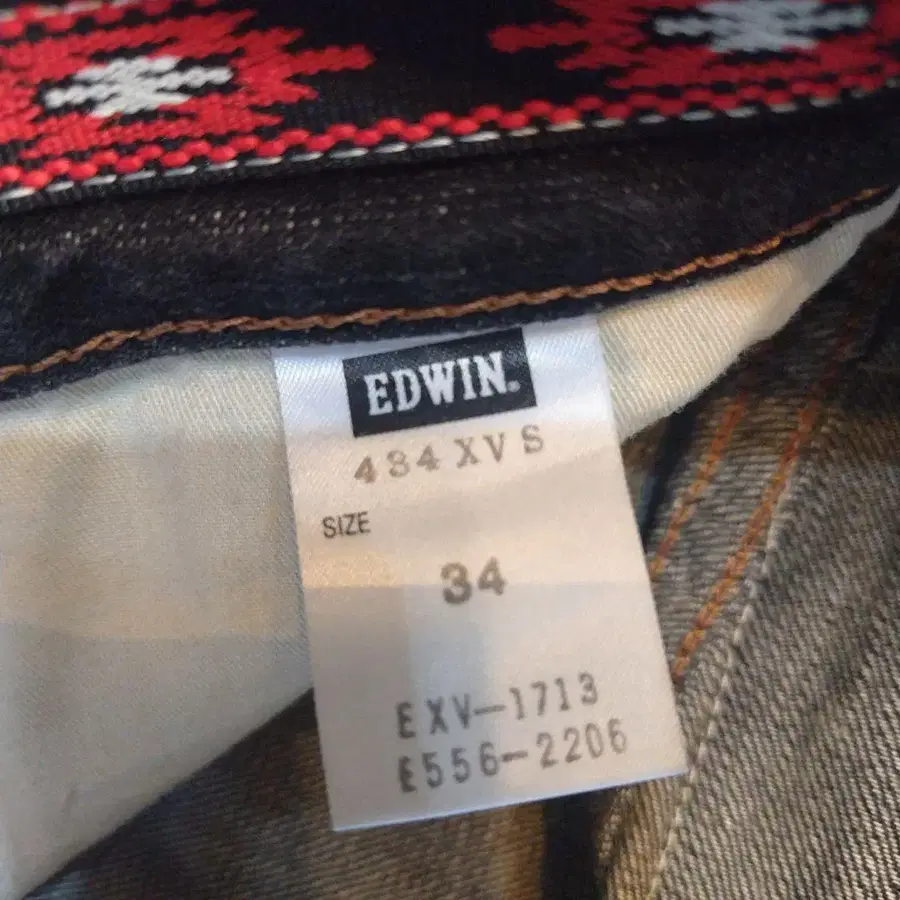 EDWIN.
434XVS
SIZE
34
EXV-1713
E556-2206